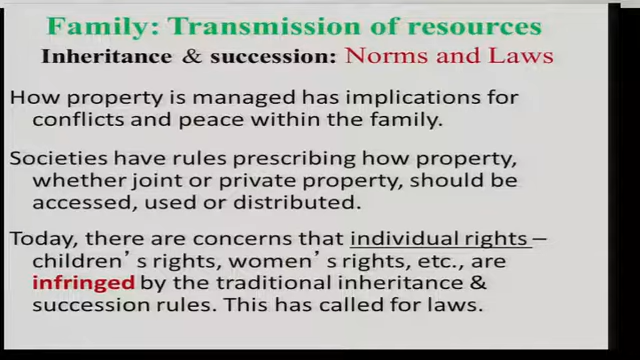 Family: Transmission of resources
Inheritance & succession: Norms and Laws
How property is managed has implications for
conflicts and peace within the family.
Societies have rules prescribing how property,
whether joint or private property, should be
accessed, used or distributed.
Today, there are concerns that individual rights –
children’s rights, women’s rights, etc., are
infringed by the traditional inheritance &
succession rules. This has called for laws.